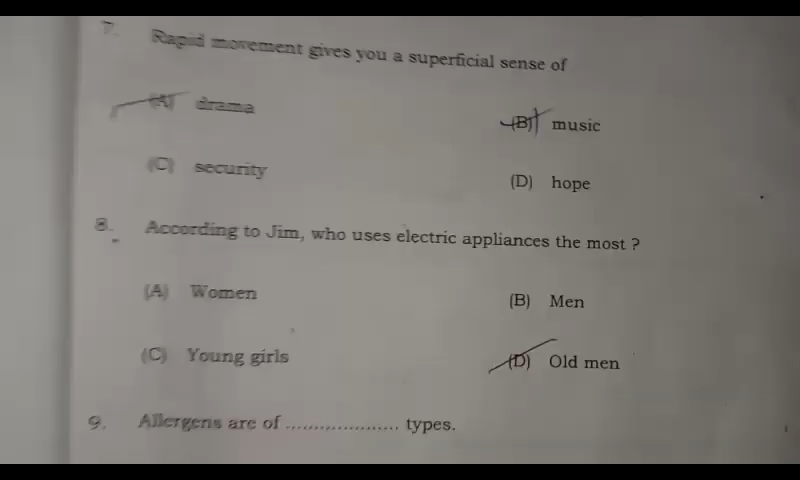 7. Rapid movement gives you a superficial sense of
(A) drama
(B) music
(C) security
(D) hope
8. According to Jim, who uses electric appliances the most ?
(A) Women
(B) Men
(C) Young girls
(D) Old men
9. Allergens are of .................... types.